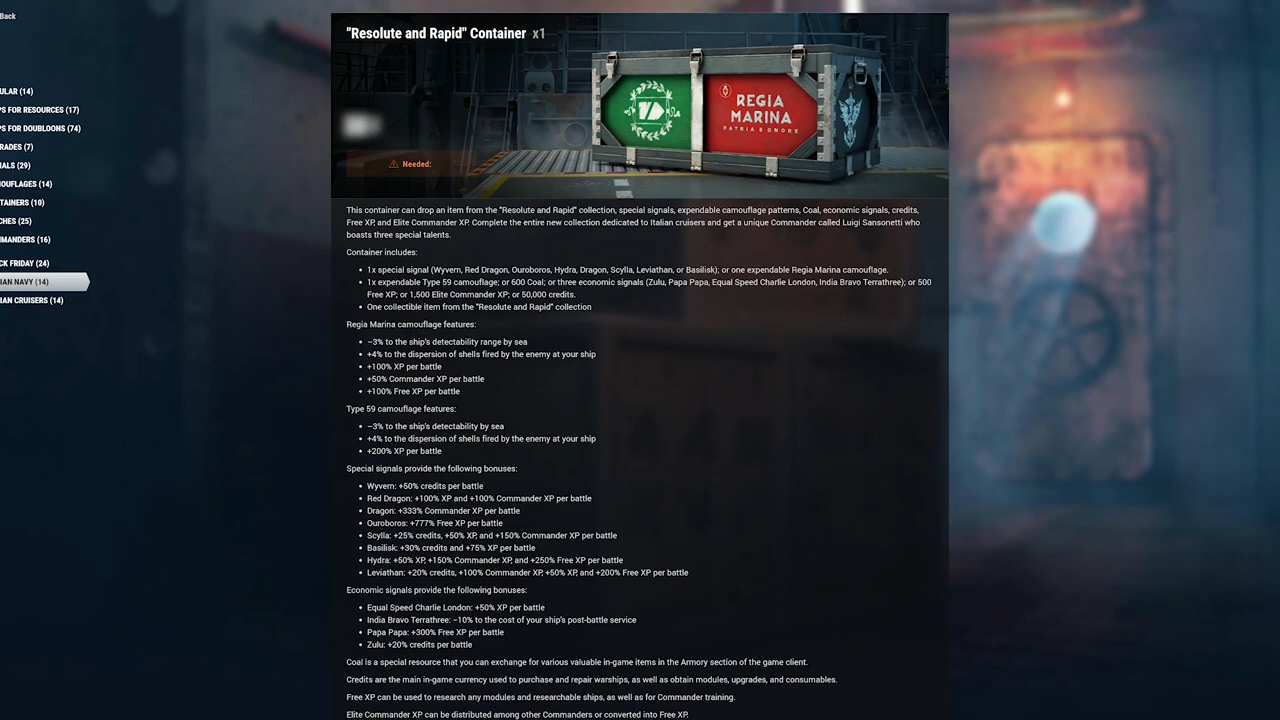 Back
"Resolute and Rapid" Container x1
REGIA
MARINA
PATRIA E ONORE
Needed:
ULAR (14)
PS FOR RESOURCES (17)
PS FOR DOUBLOONS (74)
RADES (7)
ALS (29)
OUFLAGES (14)
TAINERS (10)
CHES (25)
MANDERS (16)
CK FRIDAY (24)
IAN NAVY (14)
IAN CRUISERS (14)
This container can drop an item from the "Resolute and Rapid" collection, special signals, expendable camouflage patterns, Coal, economic signals, credits,
Free XP, and Elite Commander XP. Complete the entire new collection dedicated to Italian cruisers and get a unique Commander called Luigi Sansonetti who
boasts three special talents.
Container includes:
• 1x special signal (Wyvern, Red Dragon, Ouroboros, Hydra, Dragon, Scylla, Leviathan, or Basilisk); or one expendable Regia Marina camouflage.
• 1x expendable Type 59 camouflage; or 600 Coal; or three economic signals (Zulu, Papa Papa, Equal Speed Charlie London, India Bravo Terrathree); or 500
Free XP; or 1,500 Elite Commander XP; or 50,000 credits.
• One collectible item from the "Resolute and Rapid" collection
Regia Marina camouflage features:
• −3% to the ship's detectability range by sea
• +4% to the dispersion of shells fired by the enemy at your ship
• +100% XP per battle
• +50% Commander XP per battle
• +100% Free XP per battle
Type 59 camouflage features:
• −3% to the ship's detectability by sea
• +4% to the dispersion of shells fired by the enemy at your ship
• +200% XP per battle
Special signals provide the following bonuses:
• Wyvern: +50% credits per battle
• Red Dragon: +100% XP and +100% Commander XP per battle
• Dragon: +333% Commander XP per battle
• Ouroboros: +777% Free XP per battle
• Scylla: +25% credits, +50% XP, and +150% Commander XP per battle
• Basilisk: +30% credits and +75% XP per battle
• Hydra: +50% XP, +150% Commander XP, and +250% Free XP per battle
• Leviathan: +20% credits, +100% Commander XP, +50% XP, and +200% Free XP per battle
Economic signals provide the following bonuses:
• Equal Speed Charlie London: +50% XP per battle
• India Bravo Terrathree: −10% to the cost of your ship's post-battle service
• Papa Papa: +300% Free XP per battle
• Zulu: +20% credits per battle
Coal is a special resource that you can exchange for various valuable in-game items in the Armory section of the game client.
Credits are the main in-game currency used to purchase and repair warships, as well as obtain modules, upgrades, and consumables.
Free XP can be used to research any modules and researchable ships, as well as for Commander training.
Elite Commander XP can be distributed among other Commanders or converted into Free XP.